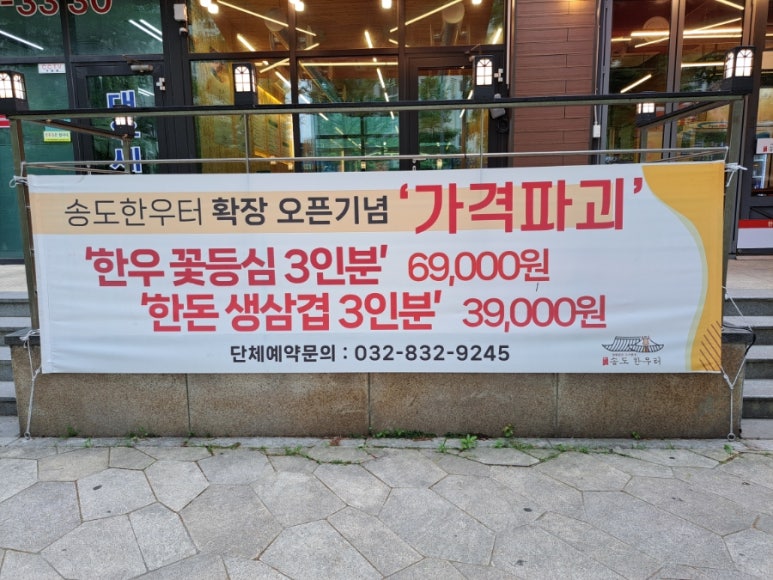 -33 30
송도한우터 확장 오픈기념 '가격파괴'
'한우 꽃등심 3인분' 69,000원
'한돈 생삼겹 3인분' 39,000원
단체예약문의 : 032-832-9245
송도한우터